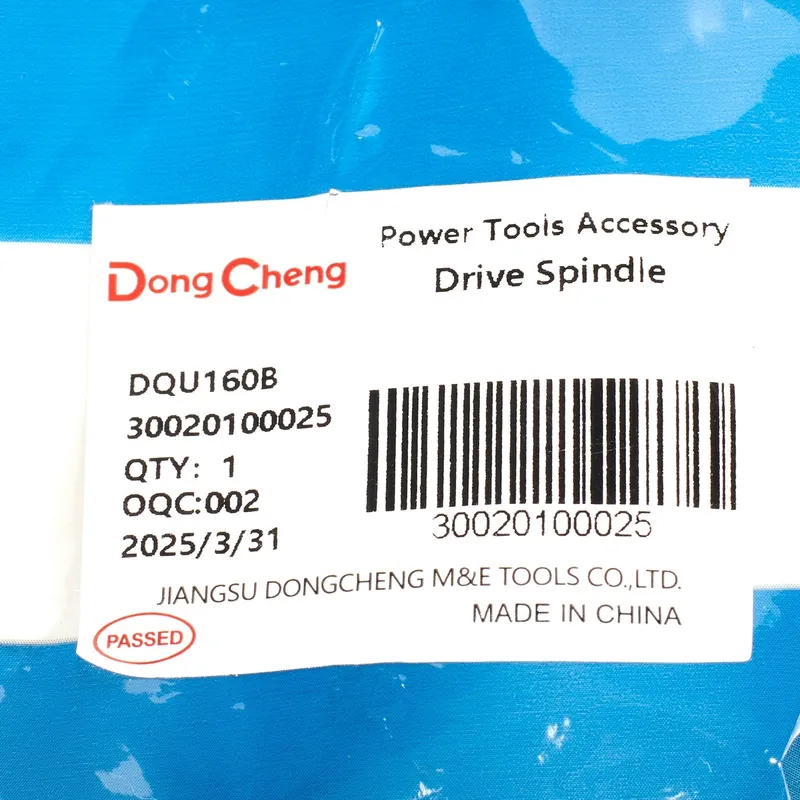 Power Tools Accessory
Drive Spindle
Dong Cheng
DQU160B
30020100025
QTY: 1
OQC:002
2025/3/31
30020100025
JIANGSU DONGCHENG M&E TOOLS CO.,LTD.
MADE IN CHINA
PASSED